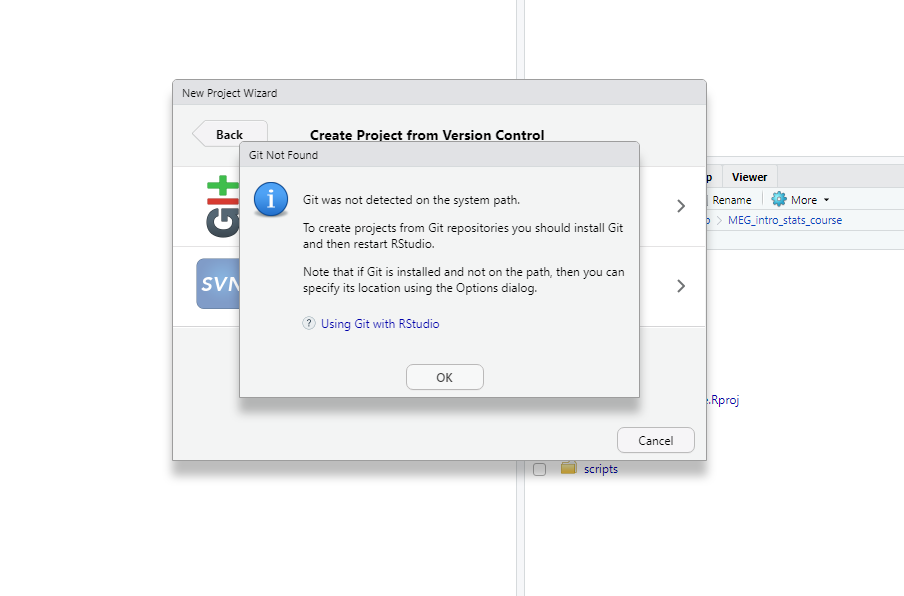 New Project Wizard
Back
Create Project from Version Control
Git Not Found
Git was not detected on the system path.
To create projects from Git repositories you should install Git
and then restart RStudio.
Note that if Git is installed and not on the path, then you can
specify its location using the Options dialog.
? Using Git with RStudio
OK
Cancel
SVN
p
Viewer
Rename
More
MEG_intro_stats_course
.Rproj
scripts